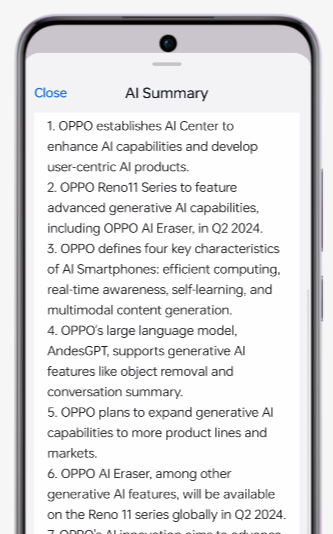 Close
AI Summary
1. OPPO establishes AI Center to
enhance AI capabilities and develop
user-centric AI products.
2. OPPO Reno11 Series to feature
advanced generative AI capabilities,
including OPPO AI Eraser, in Q2 2024.
3. OPPO defines four key characteristics
of AI Smartphones: efficient computing,
real-time awareness, self-learning, and
multimodal content generation.
4. OPPO's large language model,
AndesGPT, supports generative AI
features like object removal and
conversation summary.
5. OPPO plans to expand generative AI
capabilities to more product lines and
markets.
6. OPPO AI Eraser, among other
generative AI features, will be available
on the Reno 11 series globally in Q2 2024.
7. OPPO's AI innovation aims to advance